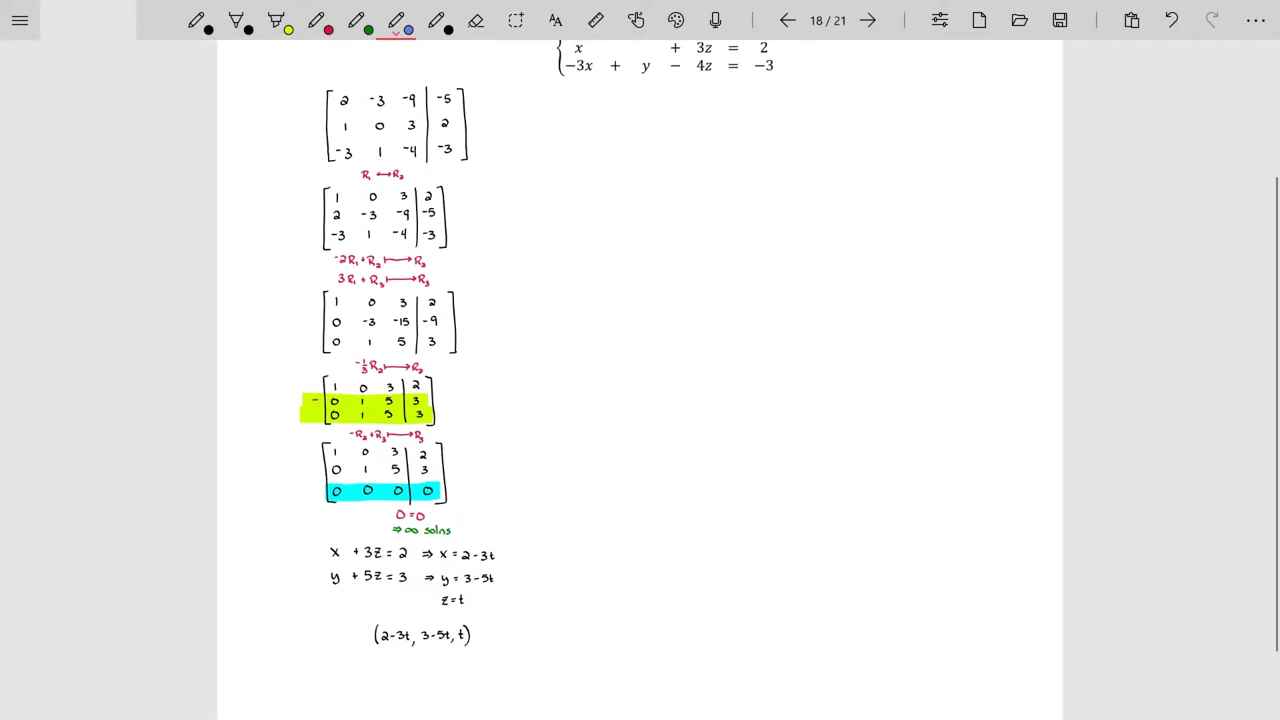 18 / 21
x + 3z = 2
−3x + y − 4z = −3
2 -3 -9 | -5
1 0 3 | 2
-3 1 -4 | -3
R₁ ↔ R₂
1 0 3 | 2
2 -3 -9 | -5
-3 1 -4 | -3
-2R₁ + R₂ ↦ R₂
3R₁ + R₃ ↦ R₃
1 0 3 | 2
0 -3 -15 | -9
0 1 5 | 3
-1/3 R₂ ↦ R₂
1 0 3 | 2
- 0 1 5 | 3
0 1 5 | 3
-R₂ + R₃ ↦ R₃
1 0 3 | 2
0 1 5 | 3
0 0 0 | 0
0 = 0
⇒ ∞ solns
x + 3z = 2 ⇒ x = 2-3t
y + 5z = 3 ⇒ y = 3-5t
z = t
(2-3t, 3-5t, t)